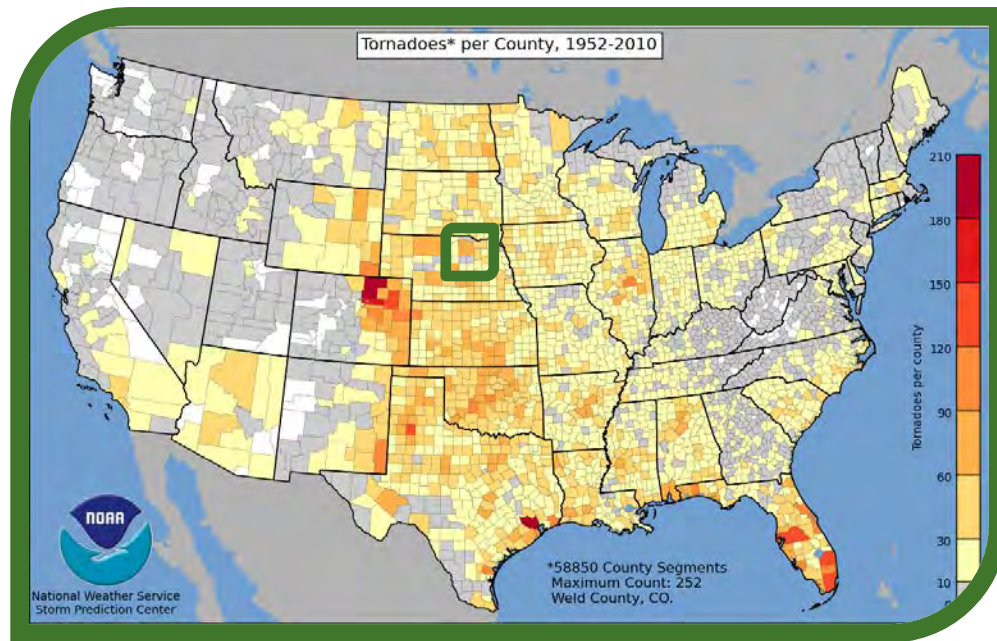 Tornadoes* per County, 1952-2010
210
180
150
120
90
60
30
10
Tornadoes per county
*58850 County Segments
Maximum Count: 252
Weld County, CO.
NOAA
National Weather Service
Storm Prediction Center